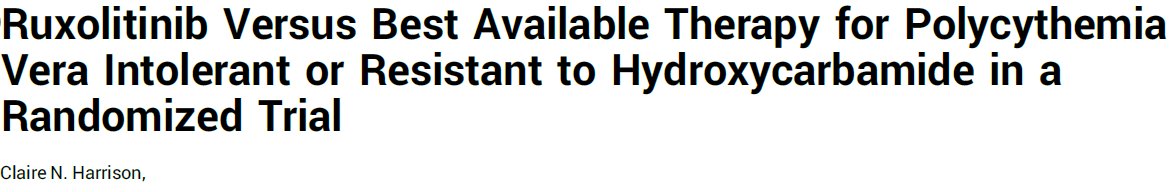 Ruxolitinib Versus Best Available Therapy for Polycythemia
Vera Intolerant or Resistant to Hydroxycarbamide in a
Randomized Trial
Claire N. Harrison,